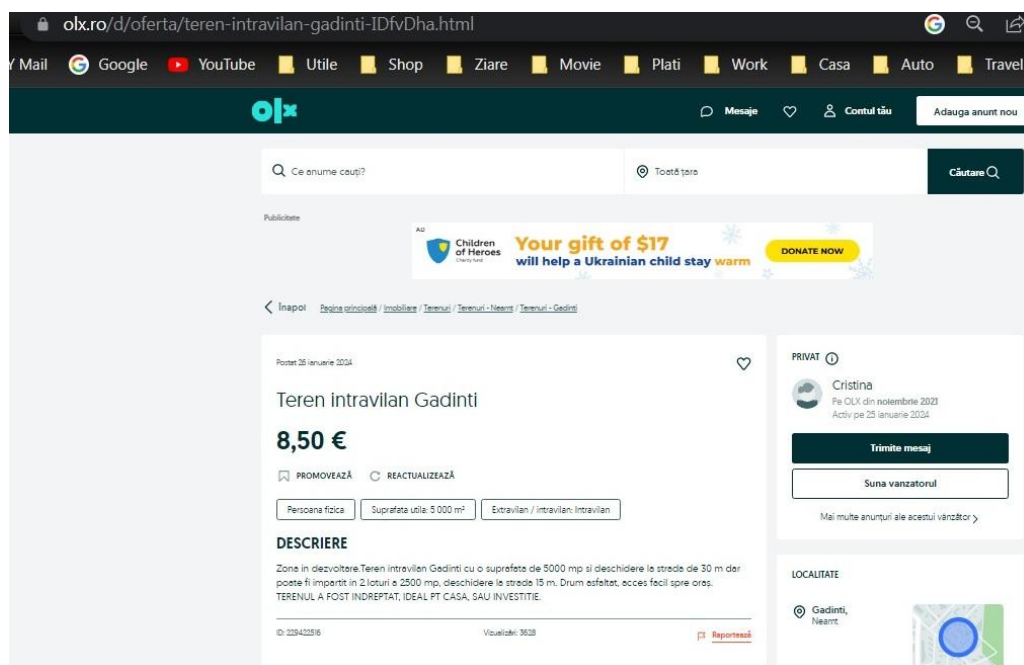 olx.ro/d/oferta/teren-intravilan-gadinti-IDfvDha.html
Y Mail Google YouTube Utile Shop Ziare Movie Plati Work Casa Auto Travel
olx Mesaje Contul tău Adauga anunt nou
Ce anume cauți? Toată țara Căutare
Publicitate
AD
Children of Heroes
Charity fund
Your gift of $17
will help a Ukrainian child stay warm
DONATE NOW
Înapoi Pagina principală / Imobiliare / Terenuri / Terenuri - Neamt / Terenuri - Gadinti
Postat 25 ianuarie 2024
Teren intravilan Gadinti
8,50 €
PROMOVEAZĂ REACTUALIZEAZĂ
Persoana fizica Suprafata utila: 5 000 m² Extravilan / intravilan: Intravilan
DESCRIERE
Zona in dezvoltare.Teren intravilan Gadinti cu o suprafata de 5000 mp si deschidere la strada de 30 m dar
poate fi impartit in 2.loturi a 2500 mp, deschidere la strada 15 m. Drum asfaltat, acces facil spre oraș.
TERENUL A FOST INDREPTAT, IDEAL PT CASA, SAU INVESTITIE.
ID: 229422516 Vizualizări: 3628 Raportează
PRIVAT
Cristina
Pe OLX din noiembrie 2021
Activ pe 25 ianuarie 2024
Trimite mesaj
Suna vanzatorul
Mai multe anunțuri ale acestui vânzător
LOCALITATE
Gadinti,
Neamt